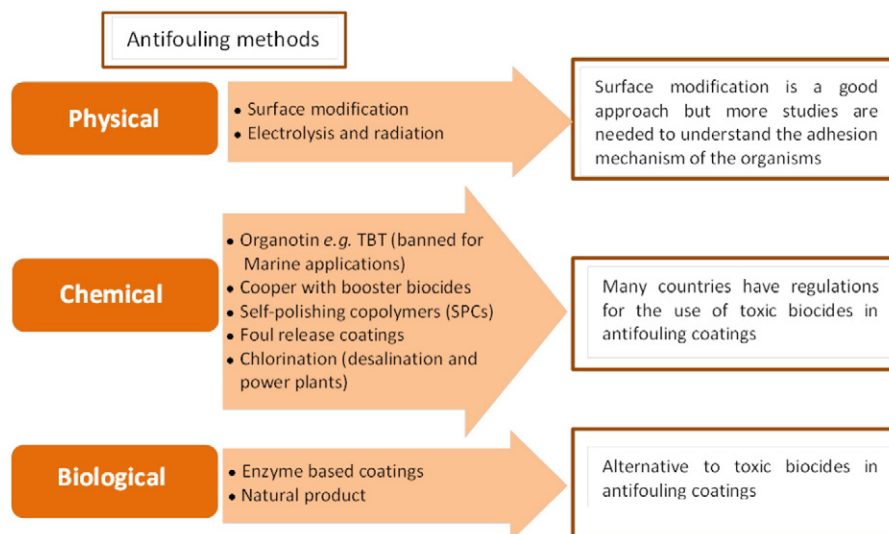 Antifouling methods
Physical
• Surface modification
• Electrolysis and radiation
Surface modification is a good
approach but more studies are
needed to understand the adhesion
mechanism of the organisms
Chemical
• Organotin e.g. TBT (banned for
Marine applications)
• Cooper with booster biocides
• Self-polishing copolymers (SPCs)
• Foul release coatings
• Chlorination (desalination and
power plants)
Many countries have regulations
for the use of toxic biocides in
antifouling coatings
Biological
• Enzyme based coatings
• Natural product
Alternative to toxic biocides in
antifouling coatings